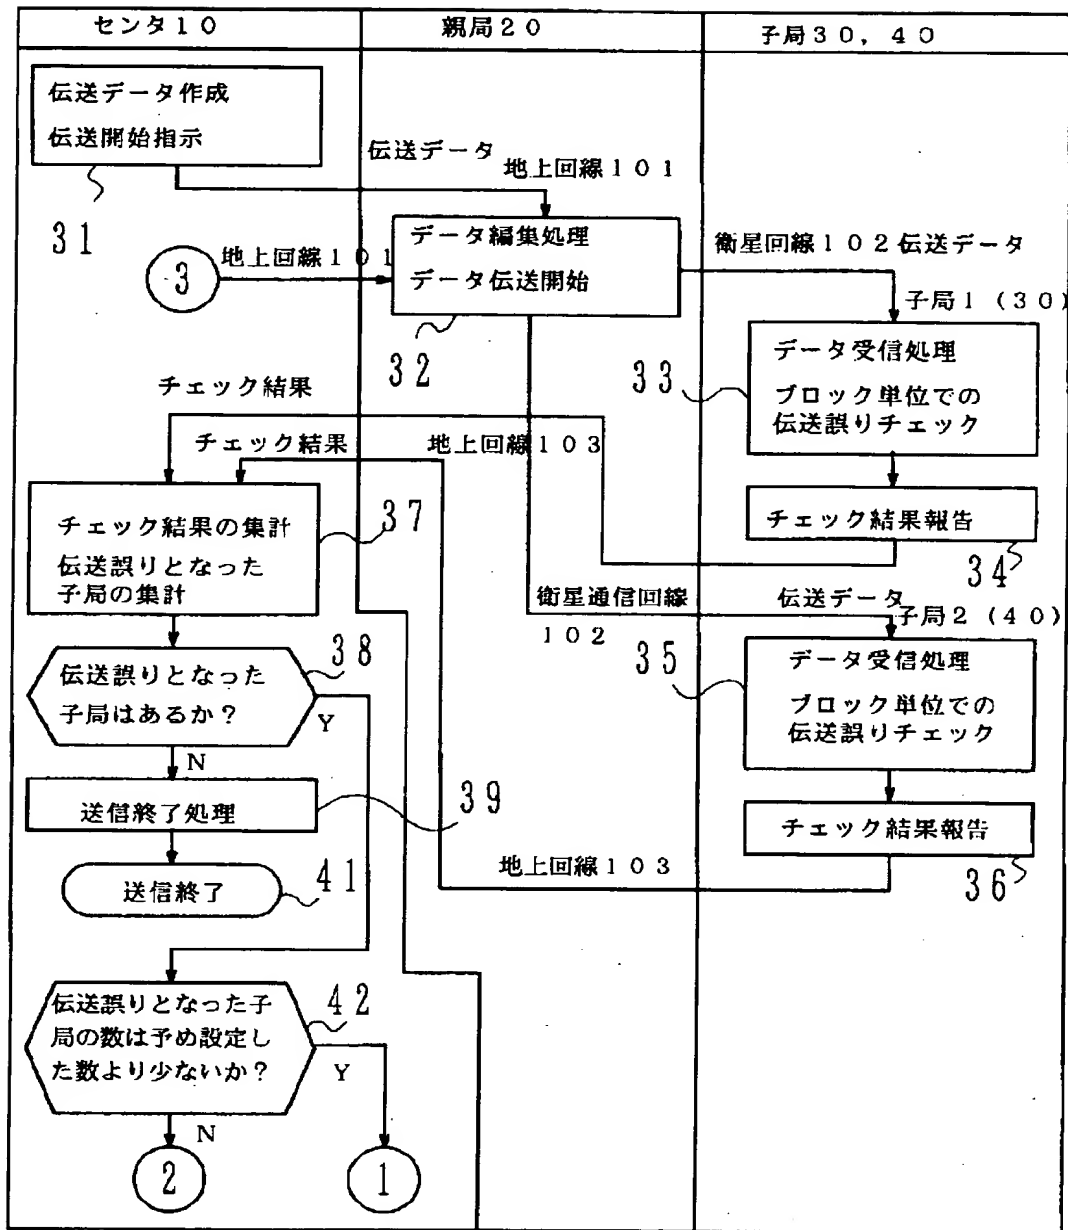 センタ10
親局20
子局30,40
伝送データ作成
伝送開始指示
31
伝送データ
地上回線101
3
地上回線101
データ編集処理
データ伝送開始
32
衛星回線102伝送データ
子局1(30)
データ受信処理
ブロック単位での
伝送誤りチェック
33
チェック結果
チェック結果
地上回線103
チェック結果報告
34
チェック結果の集計
伝送誤りとなった
子局の集計
37
衛星通信回線
102
伝送データ
子局2(40)
データ受信処理
ブロック単位での
伝送誤りチェック
35
伝送誤りとなった
子局はあるか?
38
Y
N
送信終了処理
39
チェック結果報告
36
地上回線103
送信終了
41
伝送誤りとなった子
局の数は予め設定し
た数より少ないか?
42
Y
N
2
1